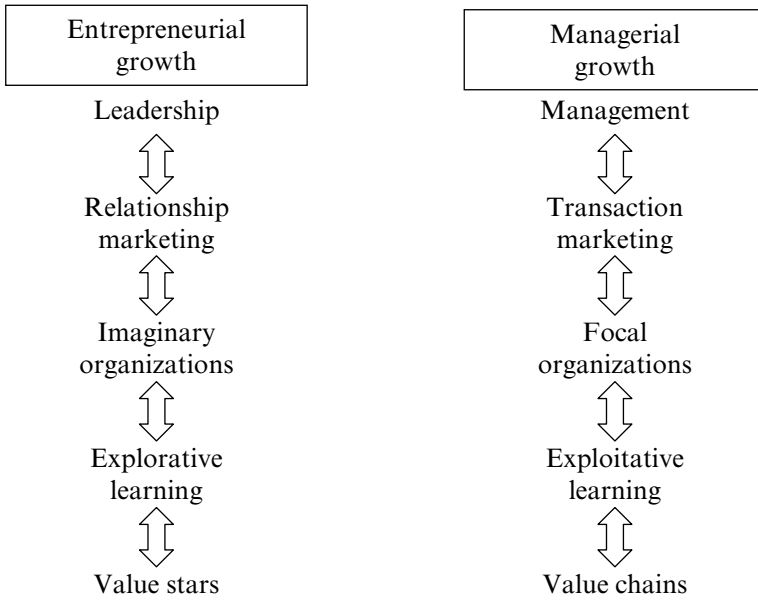 Entrepreneurial
growth
Leadership
Relationship
marketing
Imaginary
organizations
Explorative
learning
Value stars
Managerial
growth
Management
Transaction
marketing
Focal
organizations
Exploitative
learning
Value chains